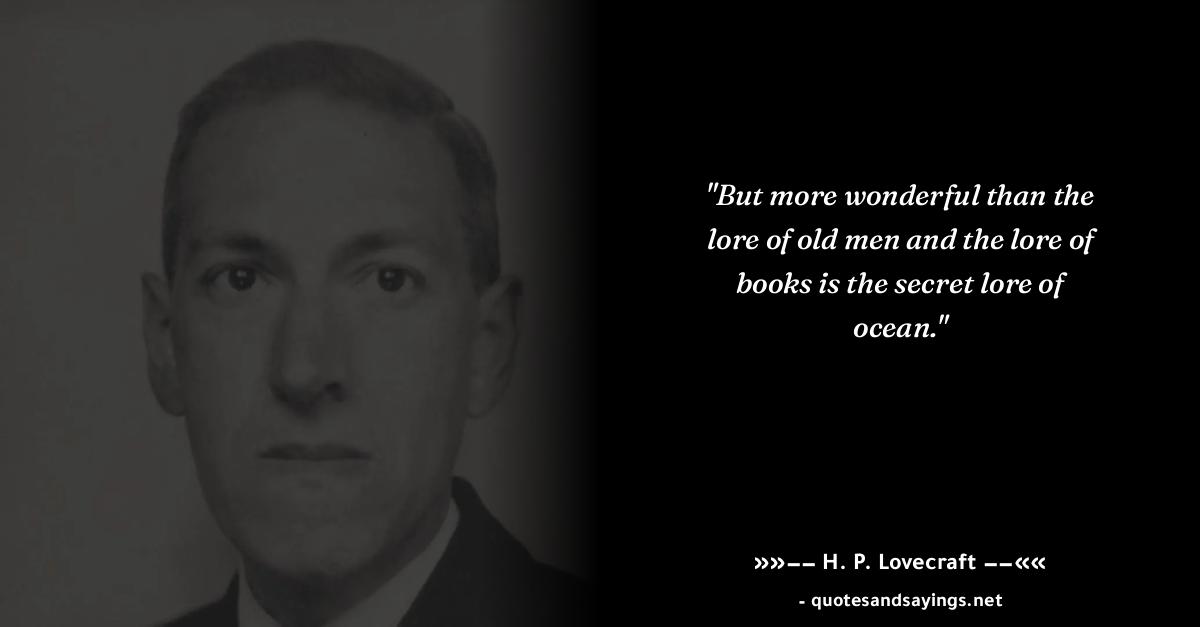 "But more wonderful than the
lore of old men and the lore of
books is the secret lore of
ocean."
»»–– H. P. Lovecraft ––««
- quotesandsayings.net